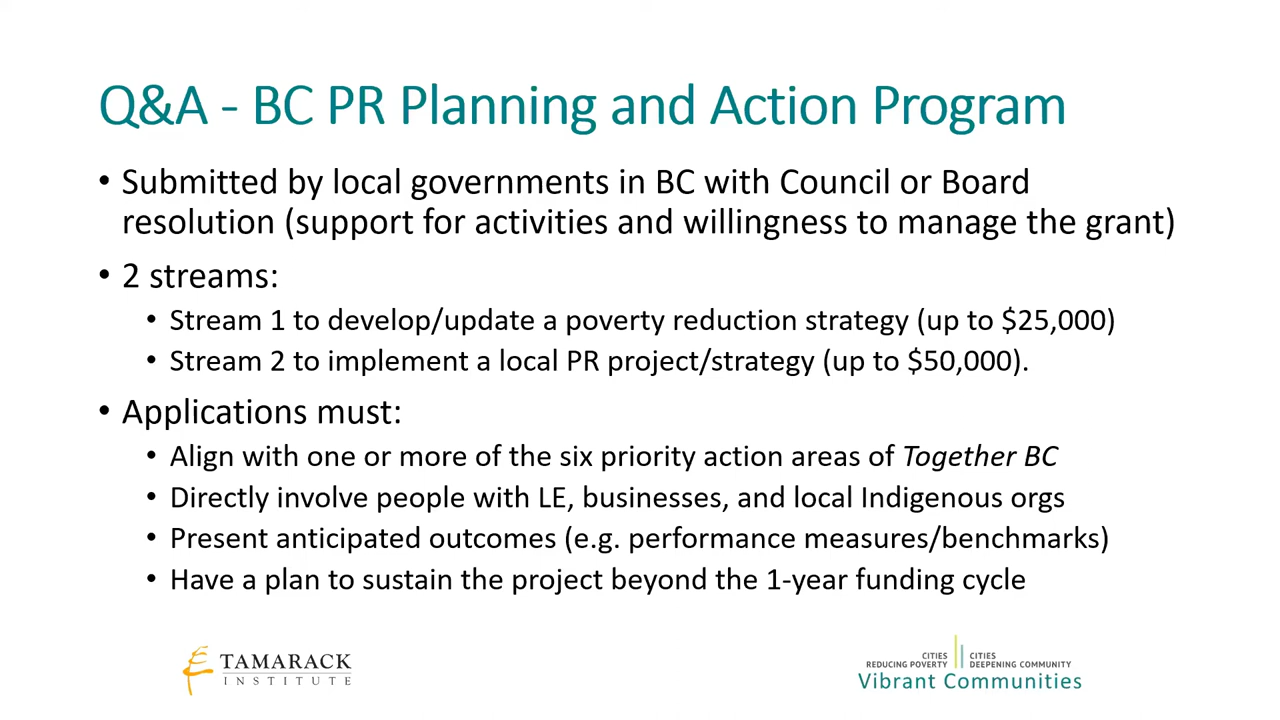 Q&A - BC PR Planning and Action Program
• Submitted by local governments in BC with Council or Board
resolution (support for activities and willingness to manage the grant)
• 2 streams:
• Stream 1 to develop/update a poverty reduction strategy (up to $25,000)
• Stream 2 to implement a local PR project/strategy (up to $50,000).
• Applications must:
• Align with one or more of the six priority action areas of Together BC
• Directly involve people with LE, businesses, and local Indigenous orgs
• Present anticipated outcomes (e.g. performance measures/benchmarks)
• Have a plan to sustain the project beyond the 1-year funding cycle
TAMARACK
INSTITUTE
CITIES
REDUCING POVERTY
CITIES
DEEPENING COMMUNITY
Vibrant Communities